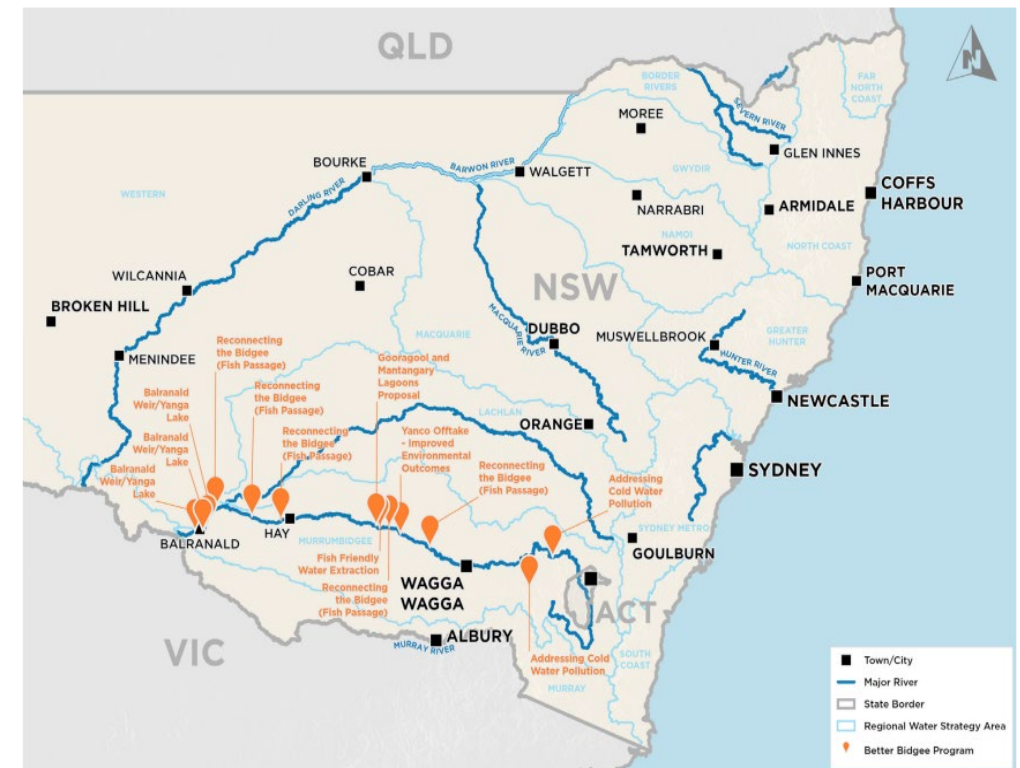 QLD
N
BORDER
RIVERS
FAR
NORTH
COAST
SEVERN RIVER
MOREE
GLEN INNES
BOURKE
BARWON RIVER
WALGETT
GWYDIR
WESTERN
DARLING RIVER
NARRABRI
ARMIDALE
COFFS
HARBOUR
NAMOI
TAMWORTH
NORTH COAST
WILCANNIA
COBAR
NSW
PORT
MACQUARIE
BROKEN HILL
MACQUARIE
RIVER
DUBBO
MUSWELLBROOK
GREATER
HUNTER
HUNTER RIVER
MACQUARIE
MENINDEE
Reconnecting
the Bidgee
(Fish Passage)
Gooragool and
Mantangary
Lagoons
Proposal
Balranald
Weir/Yanga
Lake
Reconnecting
the Bidgee
(Fish Passage)
NEWCASTLE
LACHLAN
ORANGE
Balranald
Weir/Yanga
Lake
Reconnecting
the Bidgee
(Fish Passage)
Yanco Offtake
- Improved
Environmental
Outcomes
Balranald
Weir/Yanga
Lake
Reconnecting
the Bidgee
(Fish Passage)
Addressing
Cold Water
Pollution
SYDNEY
SYDNEY METRO
BALRANALD
HAY
MURRUMBIDGEE
GOULBURN
Fish Friendly
Water Extraction
WAGGA
WAGGA
Reconnecting
the Bidgee
(Fish Passage)
ACT
VIC
ALBURY
MURRAY RIVER
Addressing Cold
Water Pollution
SOUTH
COAST
MURRAY
Town/City
Major River
State Border
Regional Water Strategy Area
Better Bidgee Program